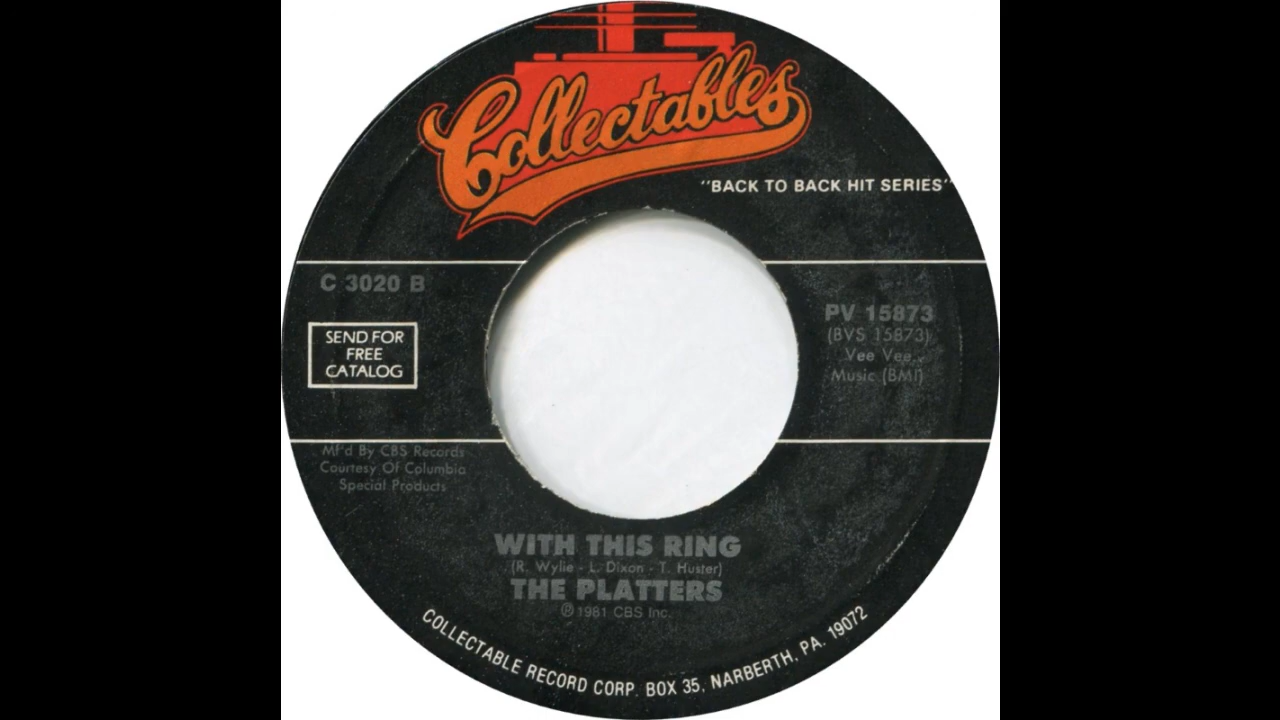 Collectables
"BACK TO BACK HIT SERIES"
C 3020 B
SEND FOR
FREE
CATALOG
PV 15873
(BVS 15873)
Vee Vee
Music (BMI)
Mf'd By CBS Records
Courtesy Of Columbia
Special Products
WITH THIS RING
(R. Wylie - L. Dixon - T. Huster)
THE PLATTERS
℗ 1981 CBS Inc.
COLLECTABLE RECORD CORP. BOX 35, NARBERTH, PA. 19072